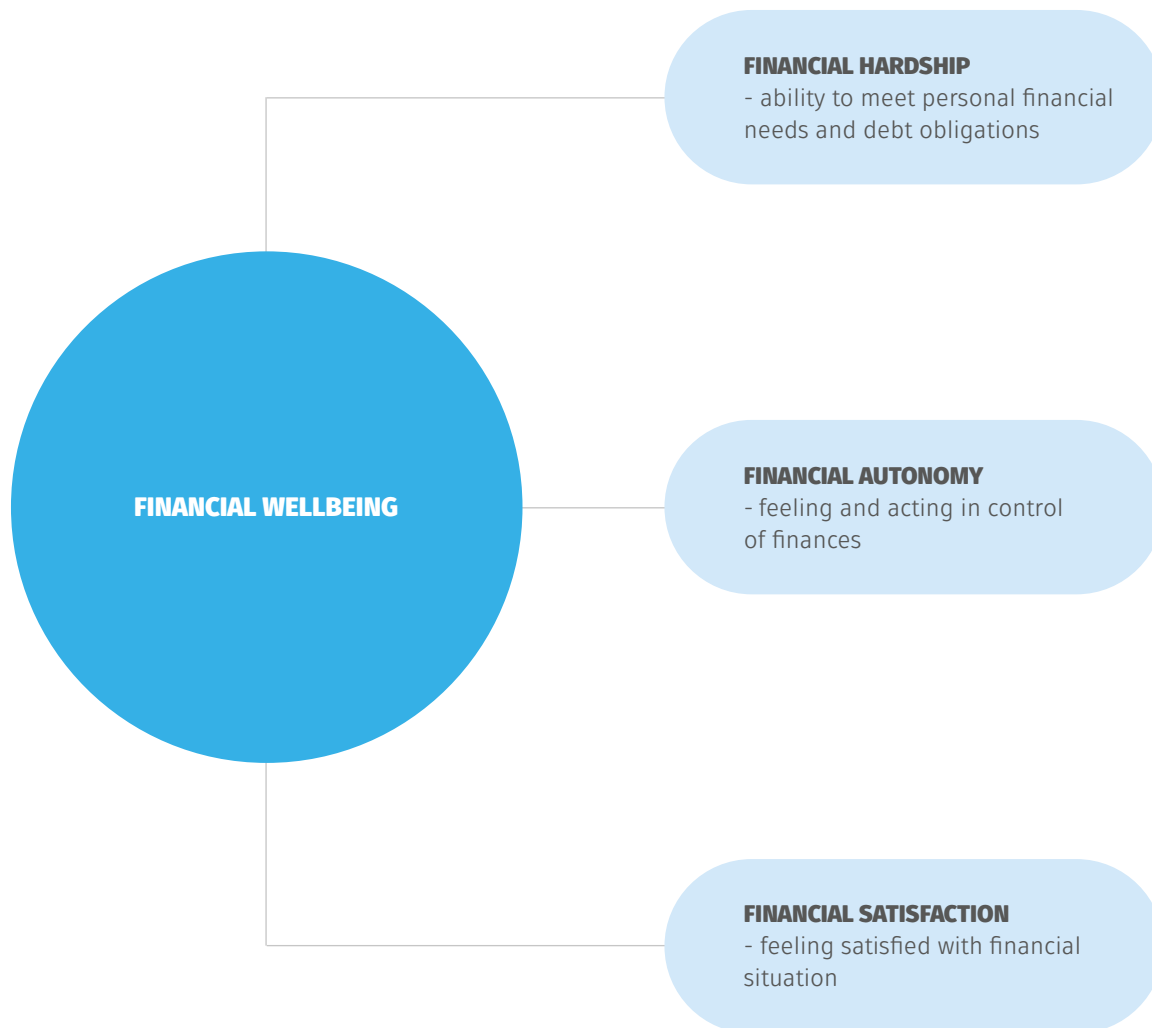 FINANCIAL HARDSHIP
- ability to meet personal financial
needs and debt obligations
FINANCIAL WELLBEING
FINANCIAL AUTONOMY
- feeling and acting in control
of finances
FINANCIAL SATISFACTION
- feeling satisfied with financial
situation